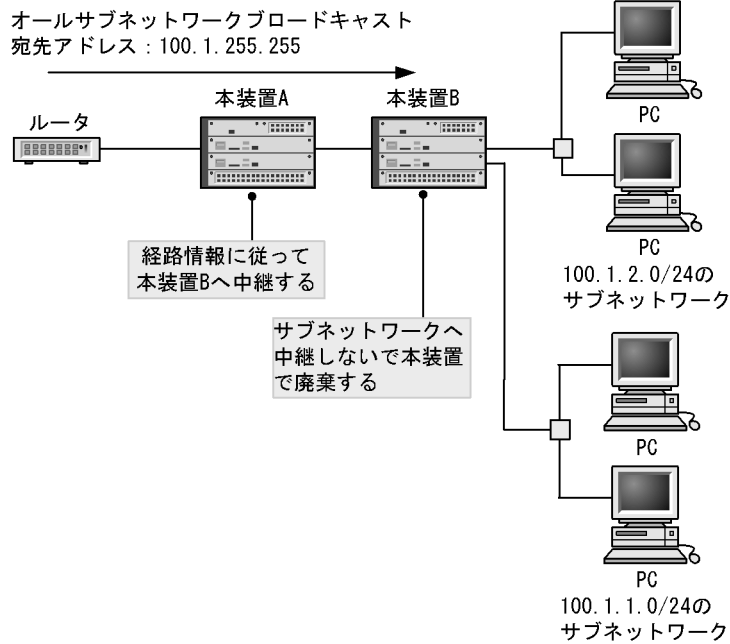 オールサブネットワークブロードキャスト
宛先アドレス：100.1.255.255
本装置A
本装置B
ルータ
PC
経路情報に従って
本装置Bへ中継する
PC
100.1.2.0/24の
サブネットワーク
サブネットワークへ
中継しないで本装置
で廃棄する
PC
PC
100.1.1.0/24の
サブネットワーク